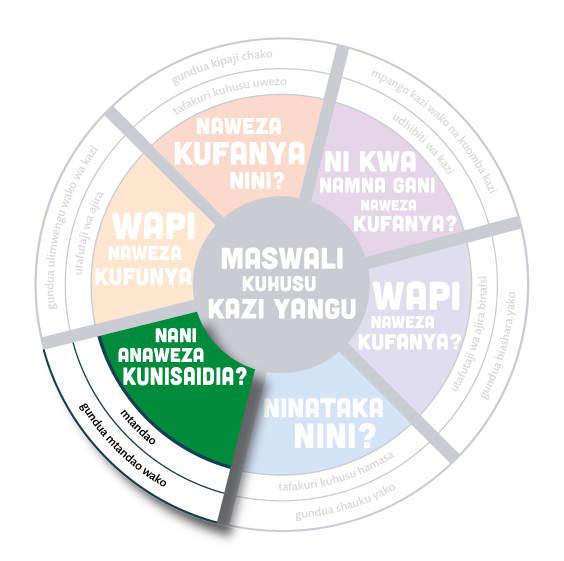 MASWALI
KUHUSU
KAZI YANGU
gundua kipaji chako
tafakuri kuhusu uwezo
NAWEZA
KUFANYA
NINI?
mpango kazi wako na kuomba kazi
udhibiti wa kazi
NI KWA
NAMNA GANI
NAWEZA
KUFANYA?
WAPI
NAWEZA
KUFANYA?
utafutaji wa ajira binafsi
gundua biashara yako
NINATAKA
NINI?
tafakuri kuhusu hamasa
gundua shauku yako
NANI
ANAWEZA
KUNISAIDIA?
mtandao
gundua mtandao wako
WAPI
NAWEZA
KUFUNYA
utafutaji wa ajira
gundua ulimwengu wako wa kazi